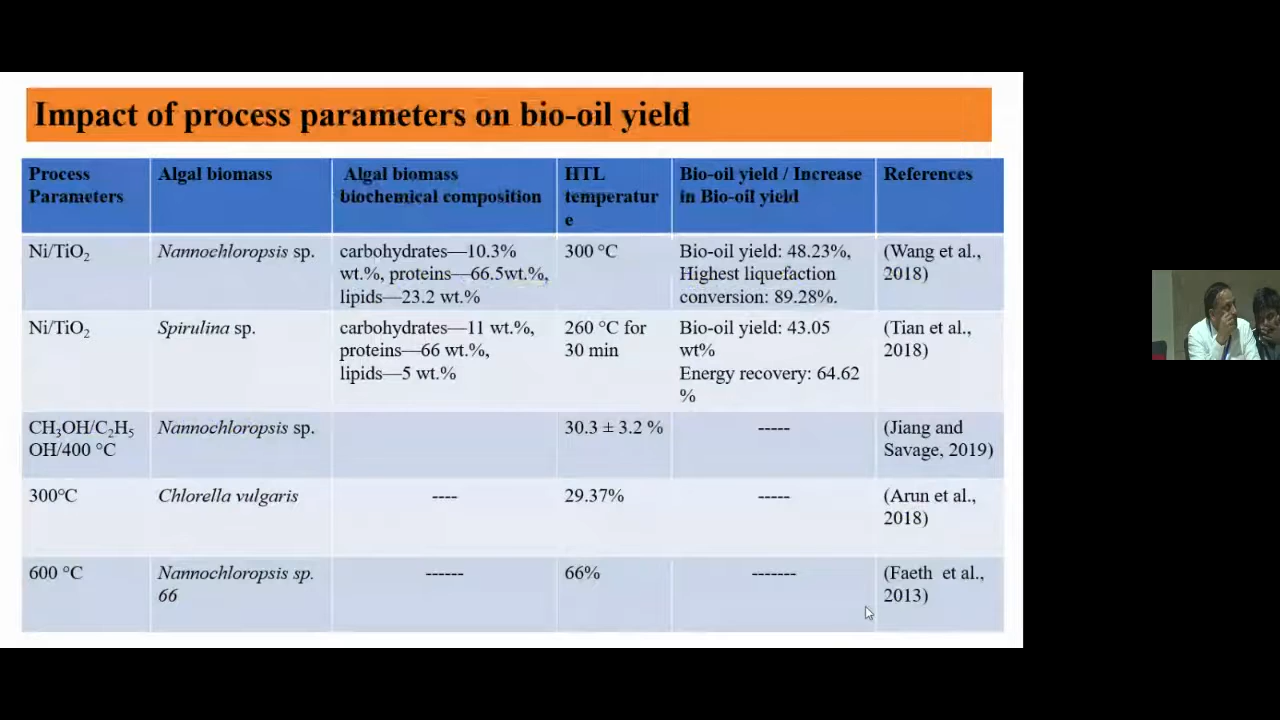 Impact of process parameters on bio-oil yield
Process Parameters
Algal biomass
Algal biomass
biochemical composition
HTL
temperatur
e
Bio-oil yield / Increase
in Bio-oil yield
References
Ni/TiO₂
Nannochloropsis sp.
carbohydrates—10.3%
wt.%, proteins—66.5wt.%,
lipids—23.2 wt.%
300 °C
Bio-oil yield: 48.23%,
Highest liquefaction
conversion: 89.28%.
(Wang et al.,
2018)
Ni/TiO₂
Spirulina sp.
carbohydrates—11 wt.%,
proteins—66 wt.%,
lipids—5 wt.%
260 °C for
30 min
Bio-oil yield: 43.05
wt%
Energy recovery: 64.62
%
(Tian et al.,
2018)
CH₃OH/C₂H₅
OH/400 °C
Nannochloropsis sp.
30.3 ± 3.2 %
-----
(Jiang and
Savage, 2019)
300°C
Chlorella vulgaris
----
29.37%
-----
(Arun et al.,
2018)
600 °C
Nannochloropsis sp.
66
------
66%
-------
(Faeth et al.,
2013)